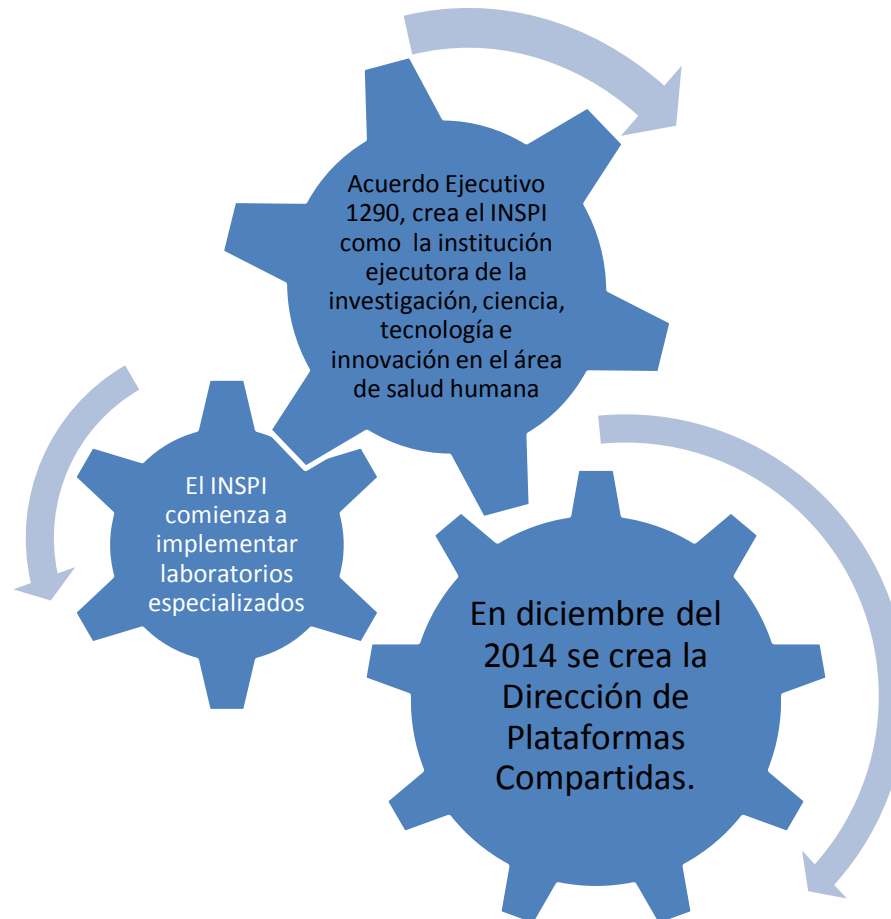 Acuerdo Ejecutivo
1290, crea el INSPI
como  la institución
ejecutora de la
investigación, ciencia,
tecnología e
innovación en el área
de salud humana
El INSPI
comienza a
implementar
laboratorios
especializados
En diciembre del
2014 se crea la
Dirección de
Plataformas
Compartidas.